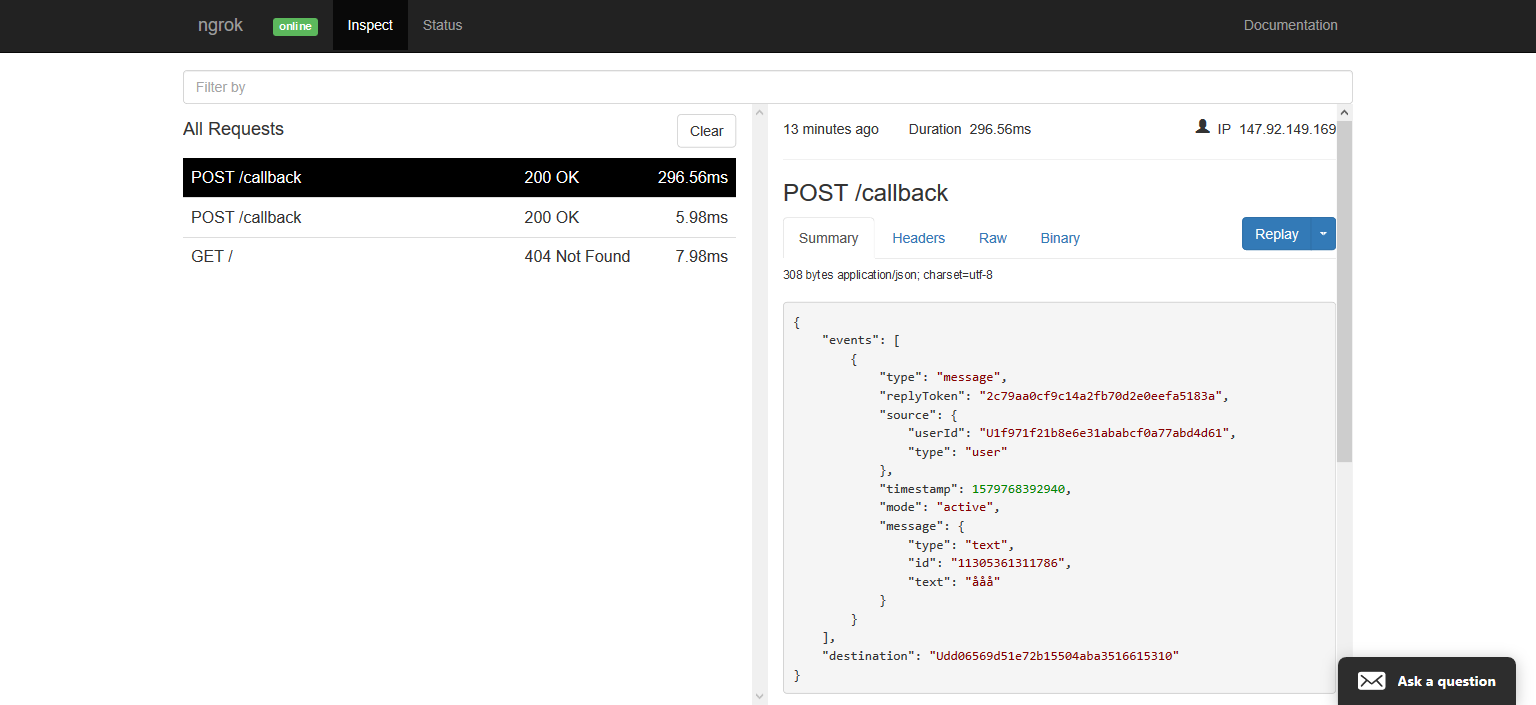 ngrok online Inspect Status Documentation
Filter by
All Requests
Clear
POST /callback 200 OK 296.56ms
POST /callback 200 OK 5.98ms
GET / 404 Not Found 7.98ms
13 minutes ago Duration 296.56ms IP 147.92.149.169
POST /callback
Summary Headers Raw Binary Replay
308 bytes application/json; charset=utf-8
{
    "events": [
        {
            "type": "message",
            "replyToken": "2c79aa0cf9c14a2fb70d2e0eefa5183a",
            "source": {
                "userId": "U1f971f21b8e6e31ababcf0a77abd4d61",
                "type": "user"
            },
            "timestamp": 1579768392940,
            "mode": "active",
            "message": {
                "type": "text",
                "id": "11305361311786",
                "text": "ååå"
            }
        }
    ],
    "destination": "Udd06569d51e72b15504aba3516615310"
}
Ask a question